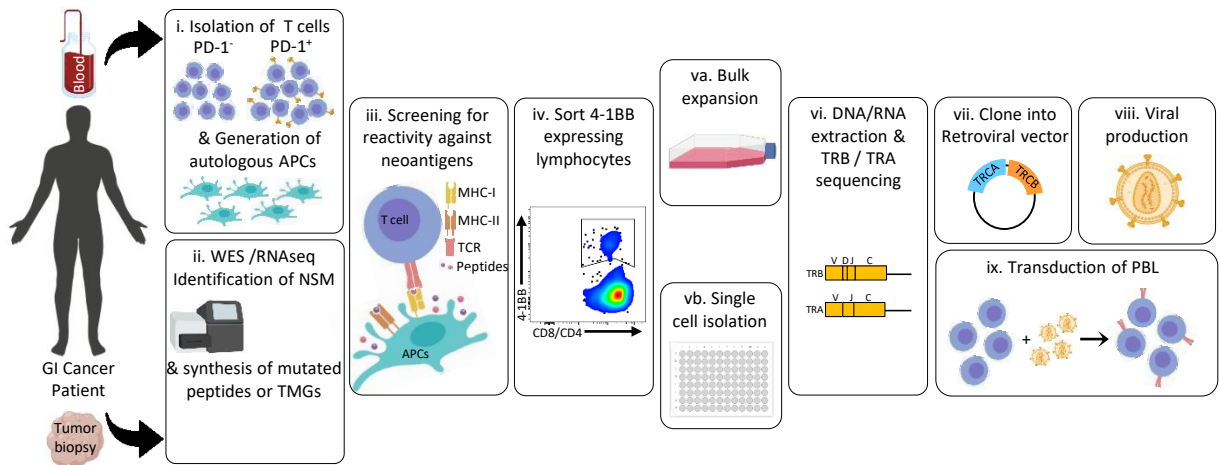 Blood
GI Cancer
Patient
Tumor
biopsy
i. Isolation of T cells
PD-1⁻ PD-1⁺
& Generation of
autologous APCs
ii. WES /RNAseq
Identification of NSM
& synthesis of mutated
peptides or TMGs
iii. Screening for
reactivity against
neoantigens
T cell
MHC-I
MHC-II
TCR
Peptides
APCs
iv. Sort 4-1BB
expressing
lymphocytes
4-1BB
CD8/CD4
va. Bulk
expansion
vb. Single
cell isolation
vi. DNA/RNA
extraction &
TRB / TRA
sequencing
V D J C
TRB
V J C
TRA
vii. Clone into
Retroviral vector
TRCA TRCB
viii. Viral
production
ix. Transduction of PBL
+